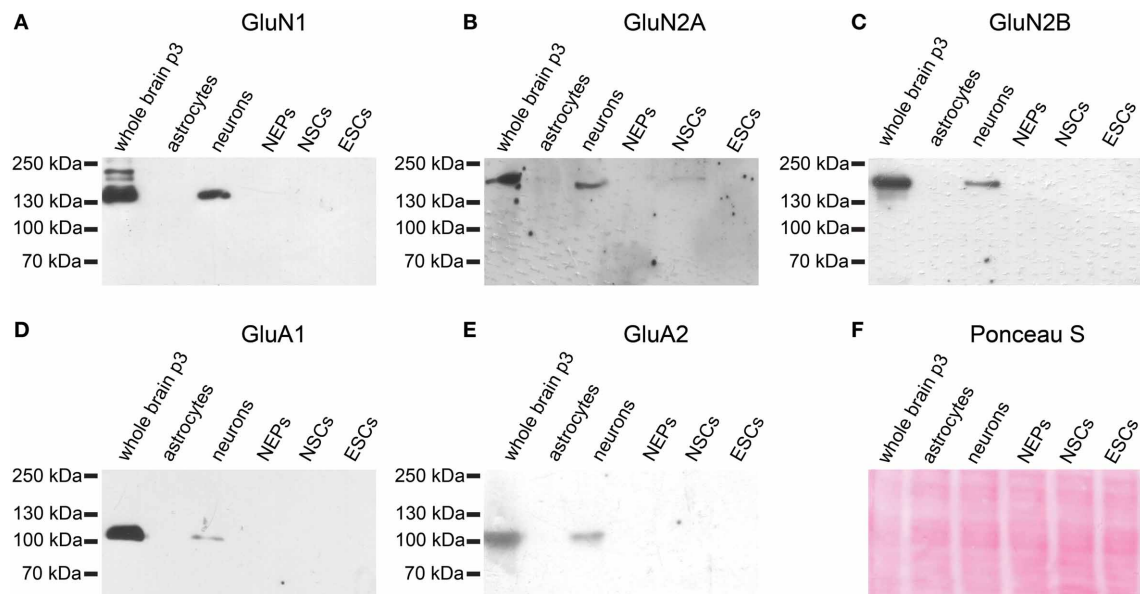 A GluN1
whole brain p3 astrocytes neurons NEPs NSCs ESCs
250 kDa
130 kDa
100 kDa
70 kDa
B GluN2A
whole brain p3 astrocytes neurons NEPs NSCs ESCs
250 kDa
130 kDa
100 kDa
70 kDa
C GluN2B
whole brain p3 astrocytes neurons NEPs NSCs ESCs
250 kDa
130 kDa
100 kDa
70 kDa
D GluA1
whole brain p3 astrocytes neurons NEPs NSCs ESCs
250 kDa
130 kDa
100 kDa
70 kDa
E GluA2
whole brain p3 astrocytes neurons NEPs NSCs ESCs
250 kDa
130 kDa
100 kDa
70 kDa
F Ponceau S
whole brain p3 astrocytes neurons NEPs NSCs ESCs